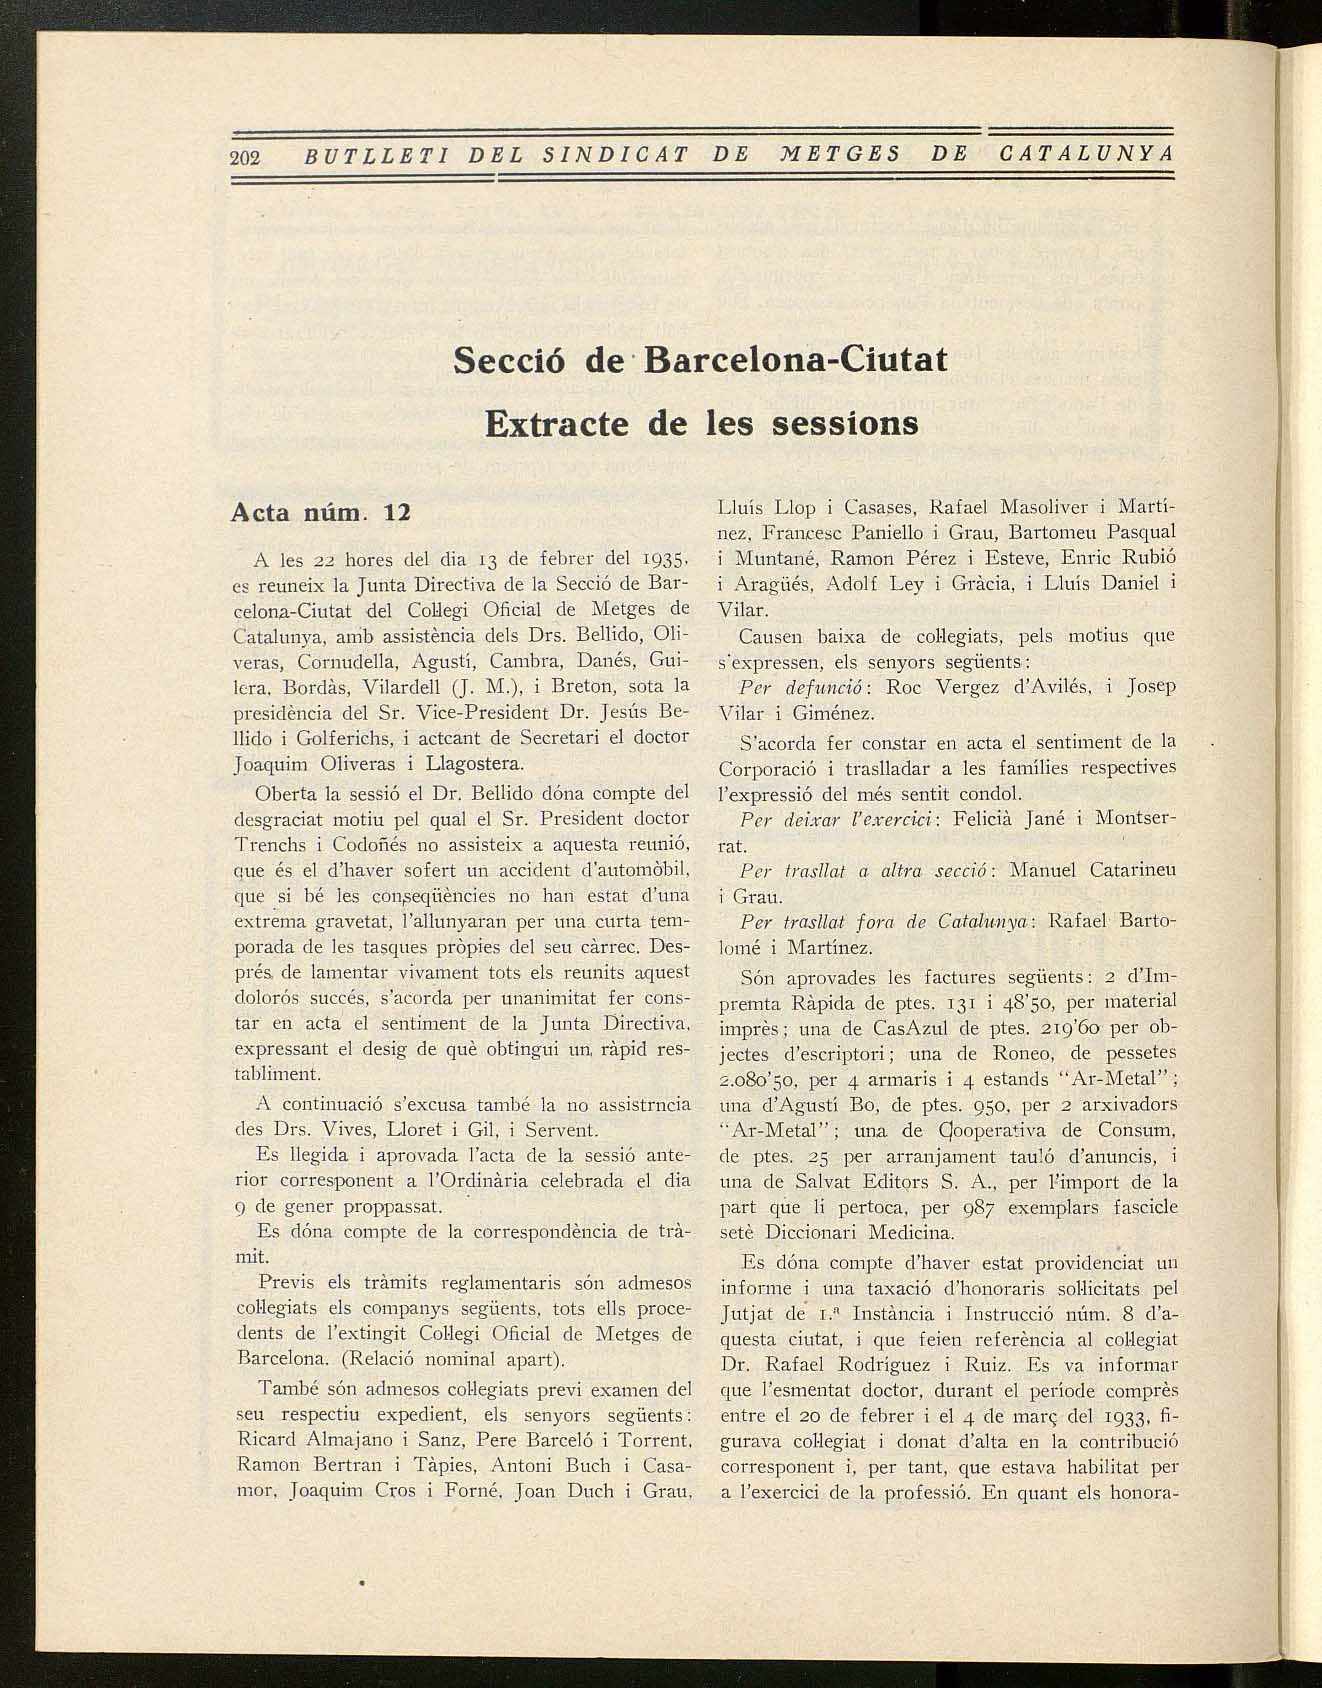 202 BUTLLETI DEL SINDICAT DE METGES DE CATALUNYA
Secció de Barcelona-Ciutat
Extracte de les sessions
Acta núm. 12
A les 22 hores del dia 13 de febrer del 1935,
es reuneix la Junta Directiva de la Secció de Bar-
celona-Ciutat del Col·legi Oficial de Metges de
Catalunya, amb assistència dels Drs. Bellido, Oli-
veras, Cornudella, Agustí, Cambra, Danés, Gui-
lera, Bordàs, Vilardell (J. M.), i Breton, sota la
presidència del Sr. Vice-President Dr. Jesús Be-
llido i Golferichs, i actcant de Secretari el doctor
Joaquim Oliveras i Llagostera.
Oberta la sessió el Dr. Bellido dóna compte del
desgraciat motiu pel qual el Sr. President doctor
Trenchs i Codoñés no assisteix a aquesta reunió,
que és el d'haver sofert un accident d'automòbil,
que si bé les conseqüències no han estat d'una
extrema gravetat, l'allunyaran per una curta tem-
porada de les tasques pròpies del seu càrrec. Des-
prés de lamentar vivament tots els reunits aquest
dolorós succés, s'acorda per unanimitat fer cons-
tar en acta el sentiment de la Junta Directiva,
expressant el desig de què obtingui un ràpid res-
tabliment.
A continuació s'excusa també la no assistrncia
des Drs. Vives, Lloret i Gil, i Servent.
Es llegida i aprovada l'acta de la sessió ante-
rior corresponent a l'Ordinària celebrada el dia
9 de gener proppassat.
Es dóna compte de la correspondència de trà-
mit.
Previs els tràmits reglamentaris són admesos
col·legiats els companys següents, tots ells proce-
dents de l'extingit Col·legi Oficial de Metges de
Barcelona. (Relació nominal apart).
També són admesos col·legiats previ examen del
seu respectiu expedient, els senyors següents:
Ricard Almajano i Sanz, Pere Barceló i Torrent,
Ramon Bertran i Tàpies, Antoni Buch i Casa-
mor, Joaquim Cros i Forné, Joan Duch i Grau,
Lluís Llop i Casases, Rafael Masoliver i Martí-
nez, Francesc Paniello i Grau, Bartomeu Pasqual
i Muntané, Ramon Pérez i Esteve, Enric Rubió
i Aragüés, Adolf Ley i Gràcia, i Lluís Daniel i
Vilar.
Causen baixa de col·legiats, pels motius que
s'expressen, els senyors següents:
Per defunció: Roc Vergez d'Avilés, i Josep
Vilar i Giménez.
S'acorda fer constar en acta el sentiment de la
Corporació i traslladar a les famílies respectives
l'expressió del més sentit condol.
Per deixar l'exercici: Felicià Jané i Montser-
rat.
Per trasllat a altra secció: Manuel Catarineu
i Grau.
Per trasllat fora de Catalunya: Rafael Barto-
lomé i Martínez.
Són aprovades les factures següents: 2 d'Im-
premta Ràpida de ptes. 131 i 48'50, per material
imprès; una de CasAzul de ptes. 219'60 per ob-
jectes d'escriptori; una de Roneo, de pessetes
2.080'50, per 4 armaris i 4 estands "Ar-Metal";
una d'Agustí Bo, de ptes. 950, per 2 arxivadors
"Ar-Metal"; una de Cooperativa de Consum,
de ptes. 25 per arranjament tauló d'anuncis, i
una de Salvat Editors S. A., per l'import de la
part que li pertoca, per 987 exemplars fascicle
setè Diccionari Medicina.
Es dóna compte d'haver estat providenciat un
informe i una taxació d'honoraris sol·licitats pel
Jutjat de 1.ª Instància i Instrucció núm. 8 d'a-
questa ciutat, i que feien referència al col·legiat
Dr. Rafael Rodríguez i Ruiz. Es va informar
que l'esmentat doctor, durant el període comprès
entre el 20 de febrer i el 4 de març del 1933, fi-
gurava col·legiat i donat d'alta en la contribució
corresponent i, per tant, que estava habilitat per
a l'exercici de la professió. En quant els honora-